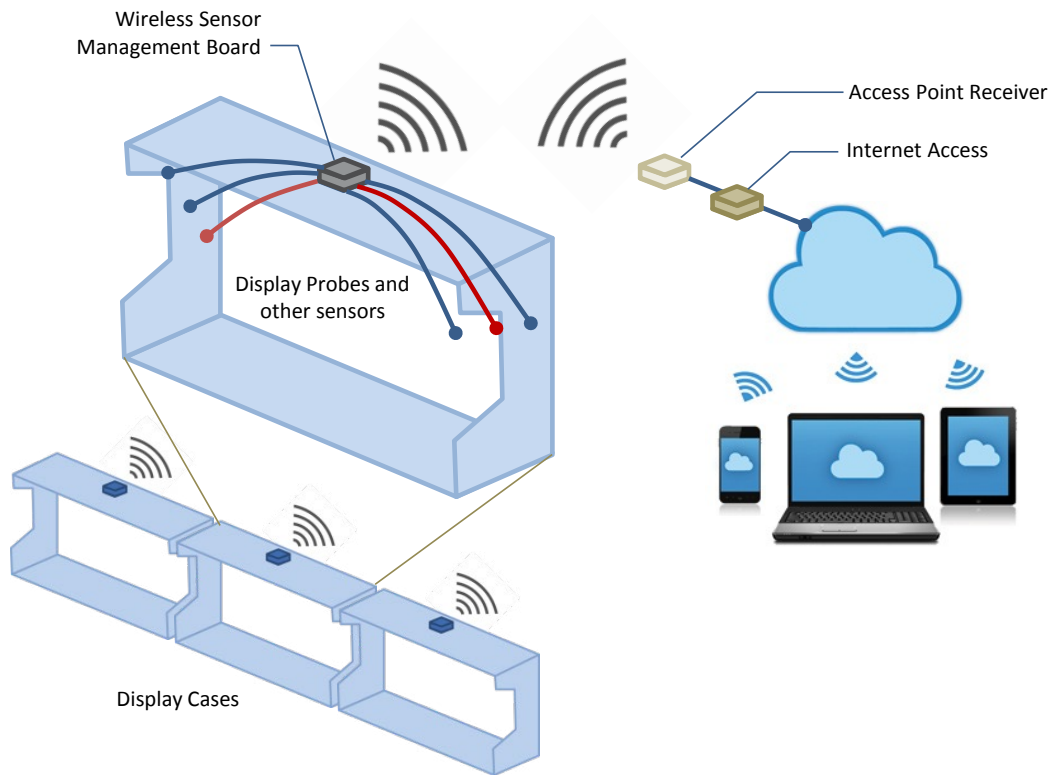 Wireless Sensor
Management Board
Access Point Receiver
Internet Access
Display Probes and
other sensors
Display Cases